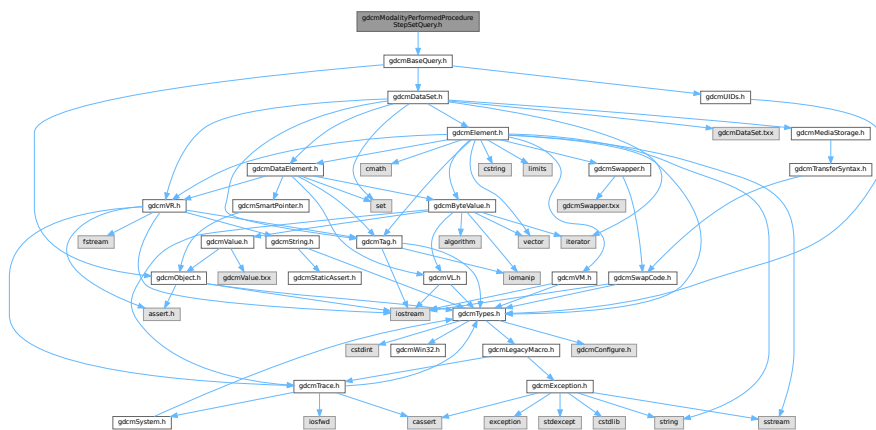 gdcmModalityPerformedProcedure
StepSetQuery.h
gdcmBaseQuery.h
gdcmDataSet.h
gdcmUIDs.h
gdcmElement.h
gdcmDataSet.txx
gdcmMediaStorage.h
gdcmDataElement.h
cmath
cstring
limits
gdcmSwapper.h
gdcmTransferSyntax.h
gdcmVR.h
gdcmSmartPointer.h
set
gdcmByteValue.h
gdcmSwapper.txx
fstream
gdcmValue.h
gdcmString.h
gdcmTag.h
algorithm
vector
iterator
gdcmObject.h
gdcmValue.txx
gdcmStaticAssert.h
gdcmVL.h
iomanip
gdcmVM.h
gdcmSwapCode.h
assert.h
iostream
gdcmTypes.h
cstdint
gdcmWin32.h
gdcmLegacyMacro.h
gdcmConfigure.h
gdcmTrace.h
gdcmException.h
gdcmSystem.h
iosfwd
cassert
exception
stdexcept
cstdlib
string
sstream